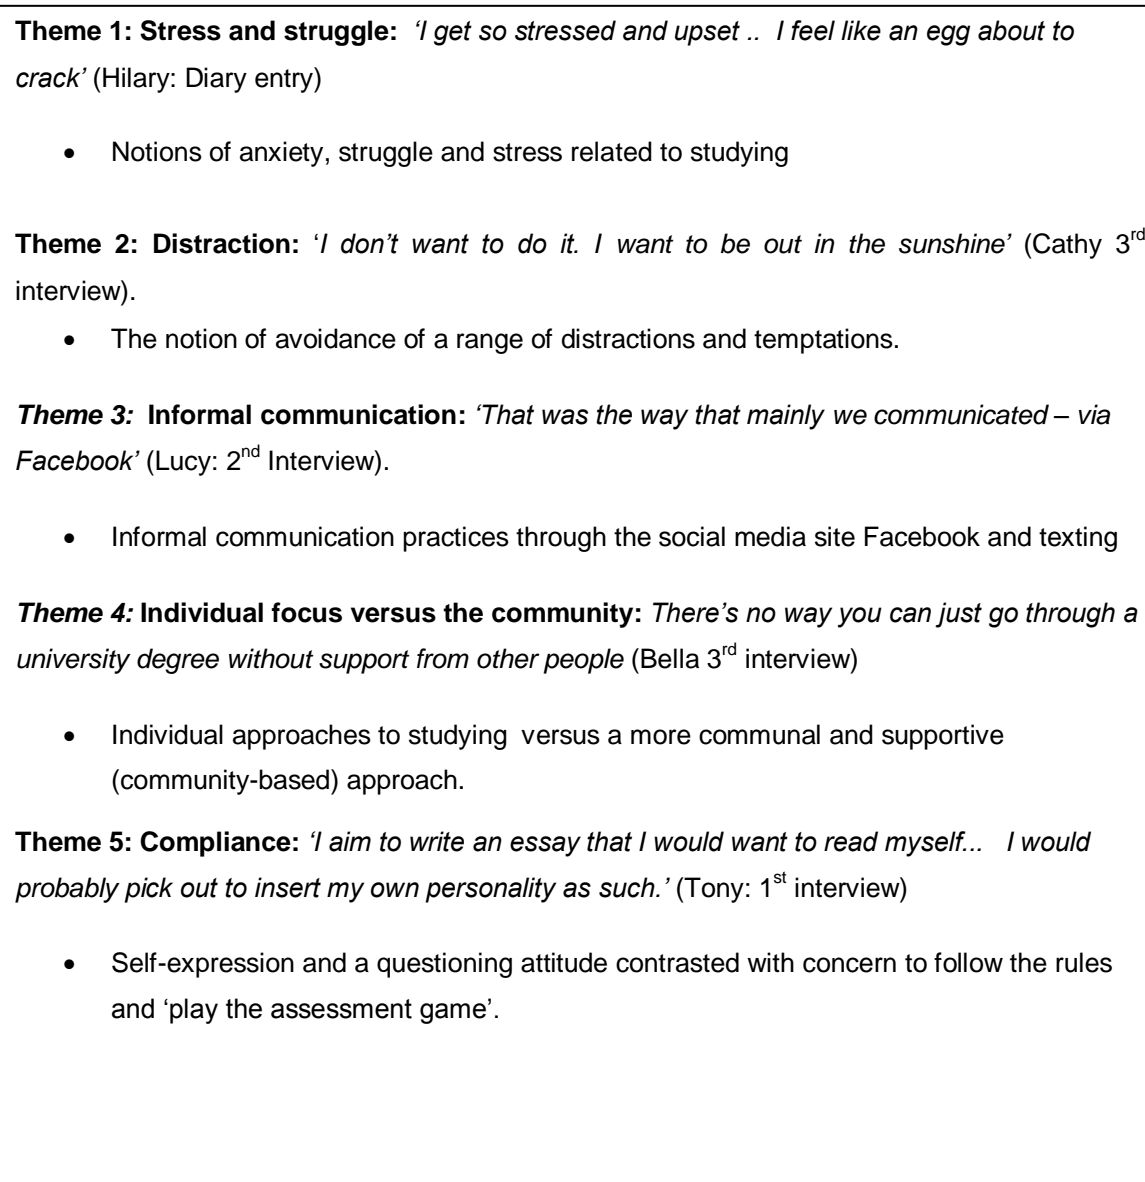 Theme 1: Stress and struggle: ‘I get so stressed and upset .. I feel like an egg about to
crack’ (Hilary: Diary entry)
• Notions of anxiety, struggle and stress related to studying
Theme 2: Distraction: ‘I don’t want to do it. I want to be out in the sunshine’ (Cathy 3rd
interview).
• The notion of avoidance of a range of distractions and temptations.
Theme 3: Informal communication: ‘That was the way that mainly we communicated – via
Facebook’ (Lucy: 2nd Interview).
• Informal communication practices through the social media site Facebook and texting
Theme 4: Individual focus versus the community: There’s no way you can just go through a
university degree without support from other people (Bella 3rd interview)
• Individual approaches to studying versus a more communal and supportive
(community-based) approach.
Theme 5: Compliance: ‘I aim to write an essay that I would want to read myself... I would
probably pick out to insert my own personality as such.’ (Tony: 1st interview)
• Self-expression and a questioning attitude contrasted with concern to follow the rules
and ‘play the assessment game’.